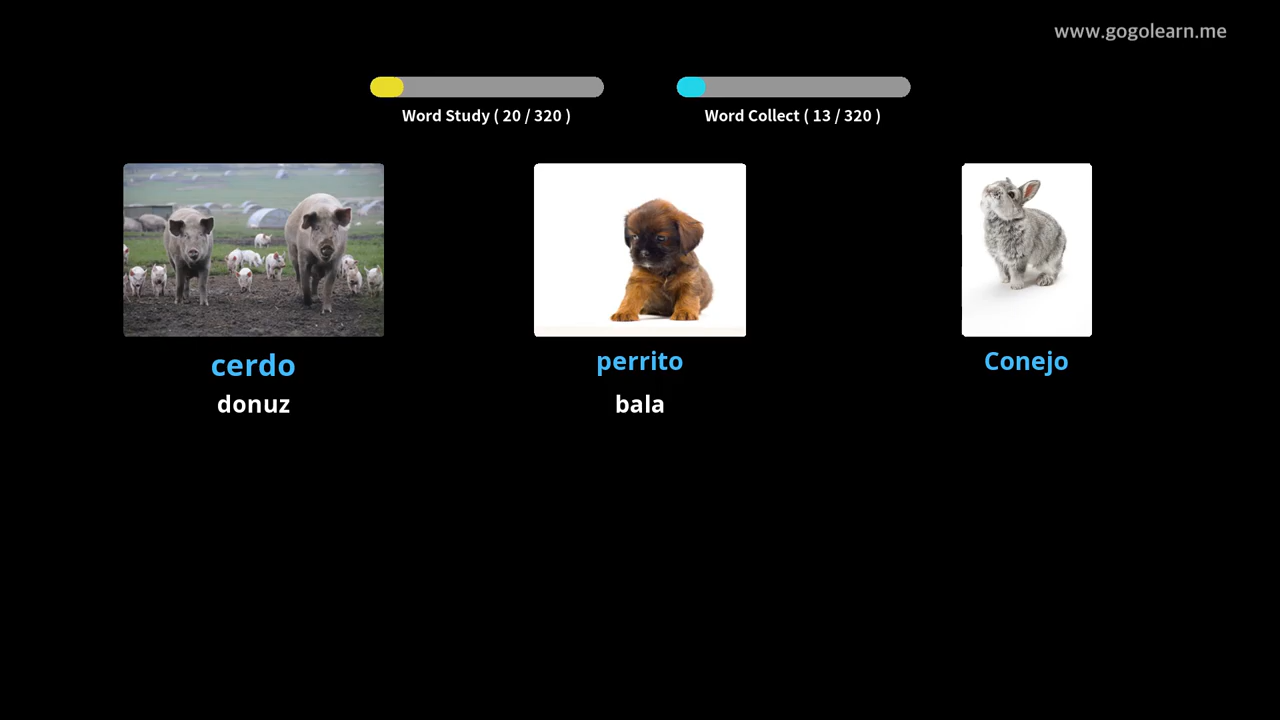 www.gogolearn.me
Word Study ( 20 / 320 )
Word Collect ( 13 / 320 )
cerdo
donuz
perrito
bala
Conejo